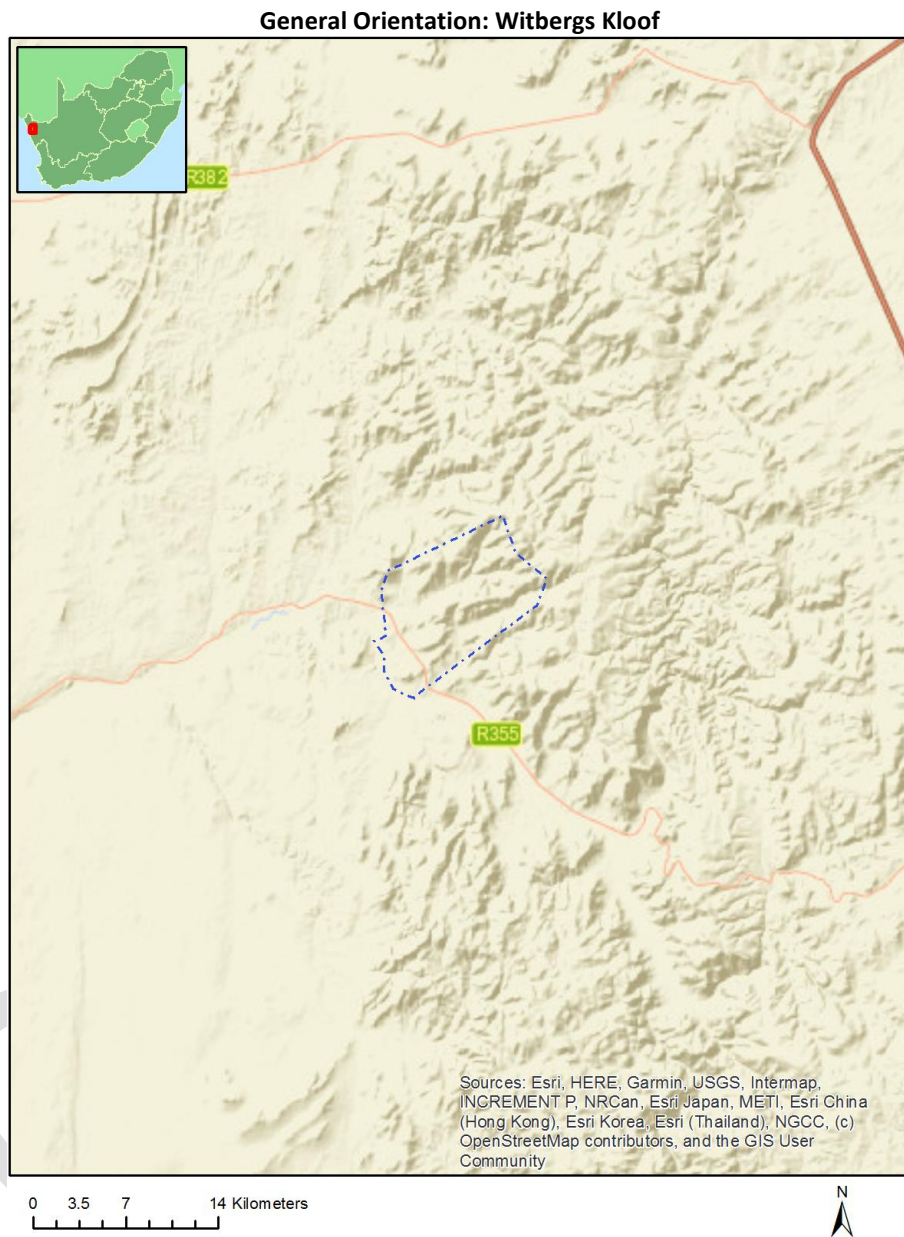 General Orientation: Witbergs Kloof
R382
R355
Sources: Esri, HERE, Garmin, USGS, Intermap,
INCREMENT P, NRCan, Esri Japan, METI, Esri China
(Hong Kong), Esri Korea, Esri (Thailand), NGCC, (c)
OpenStreetMap contributors, and the GIS User
Community
0 3.5 7 14 Kilometers
N